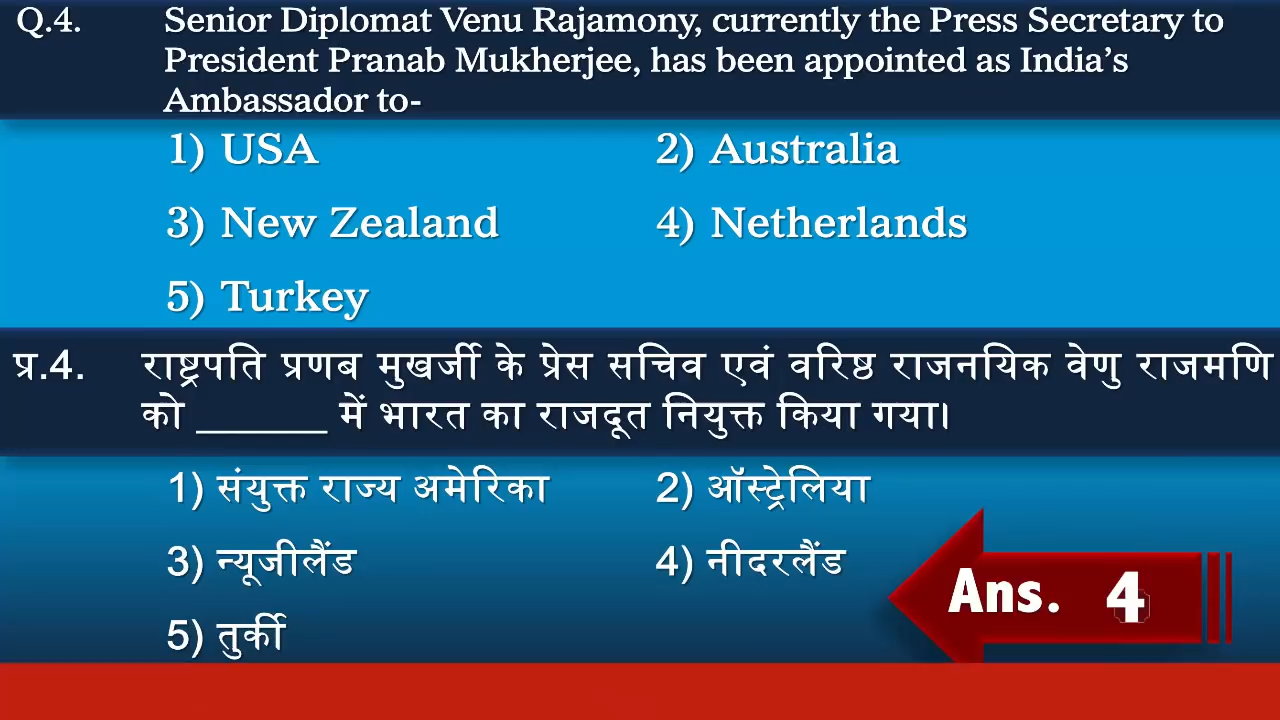 Q.4. Senior Diplomat Venu Rajamony, currently the Press Secretary to
President Pranab Mukherjee, has been appointed as India's
Ambassador to-
1) USA 2) Australia
3) New Zealand 4) Netherlands
5) Turkey
प्र.4. राष्ट्रपति प्रणब मुखर्जी के प्रेस सचिव एवं वरिष्ठ राजनयिक वेणु राजमणि
को ______ में भारत का राजदूत नियुक्त किया गया।
1) संयुक्त राज्य अमेरिका 2) ऑस्ट्रेलिया
3) न्यूजीलैंड 4) नीदरलैंड
Ans. 4
5) तुर्की